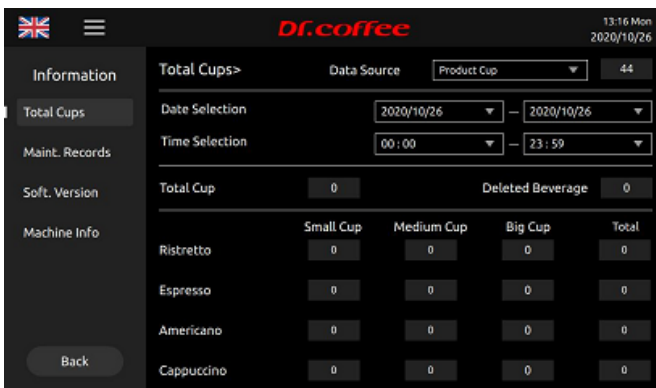 Dr.coffee
13:16 Mon
2020/10/26
Information
Total Cups
Maint. Records
Soft. Version
Machine Info
Back
Total Cups> Data Source Product Cup 44
Date Selection 2020/10/26 — 2020/10/26
Time Selection 00:00 — 23:59
Total Cup 0 Deleted Beverage 0
Small Cup Medium Cup Big Cup Total
Ristretto 0 0 0 0
Espresso 0 0 0 0
Americano 0 0 0 0
Cappuccino 0 0 0 0